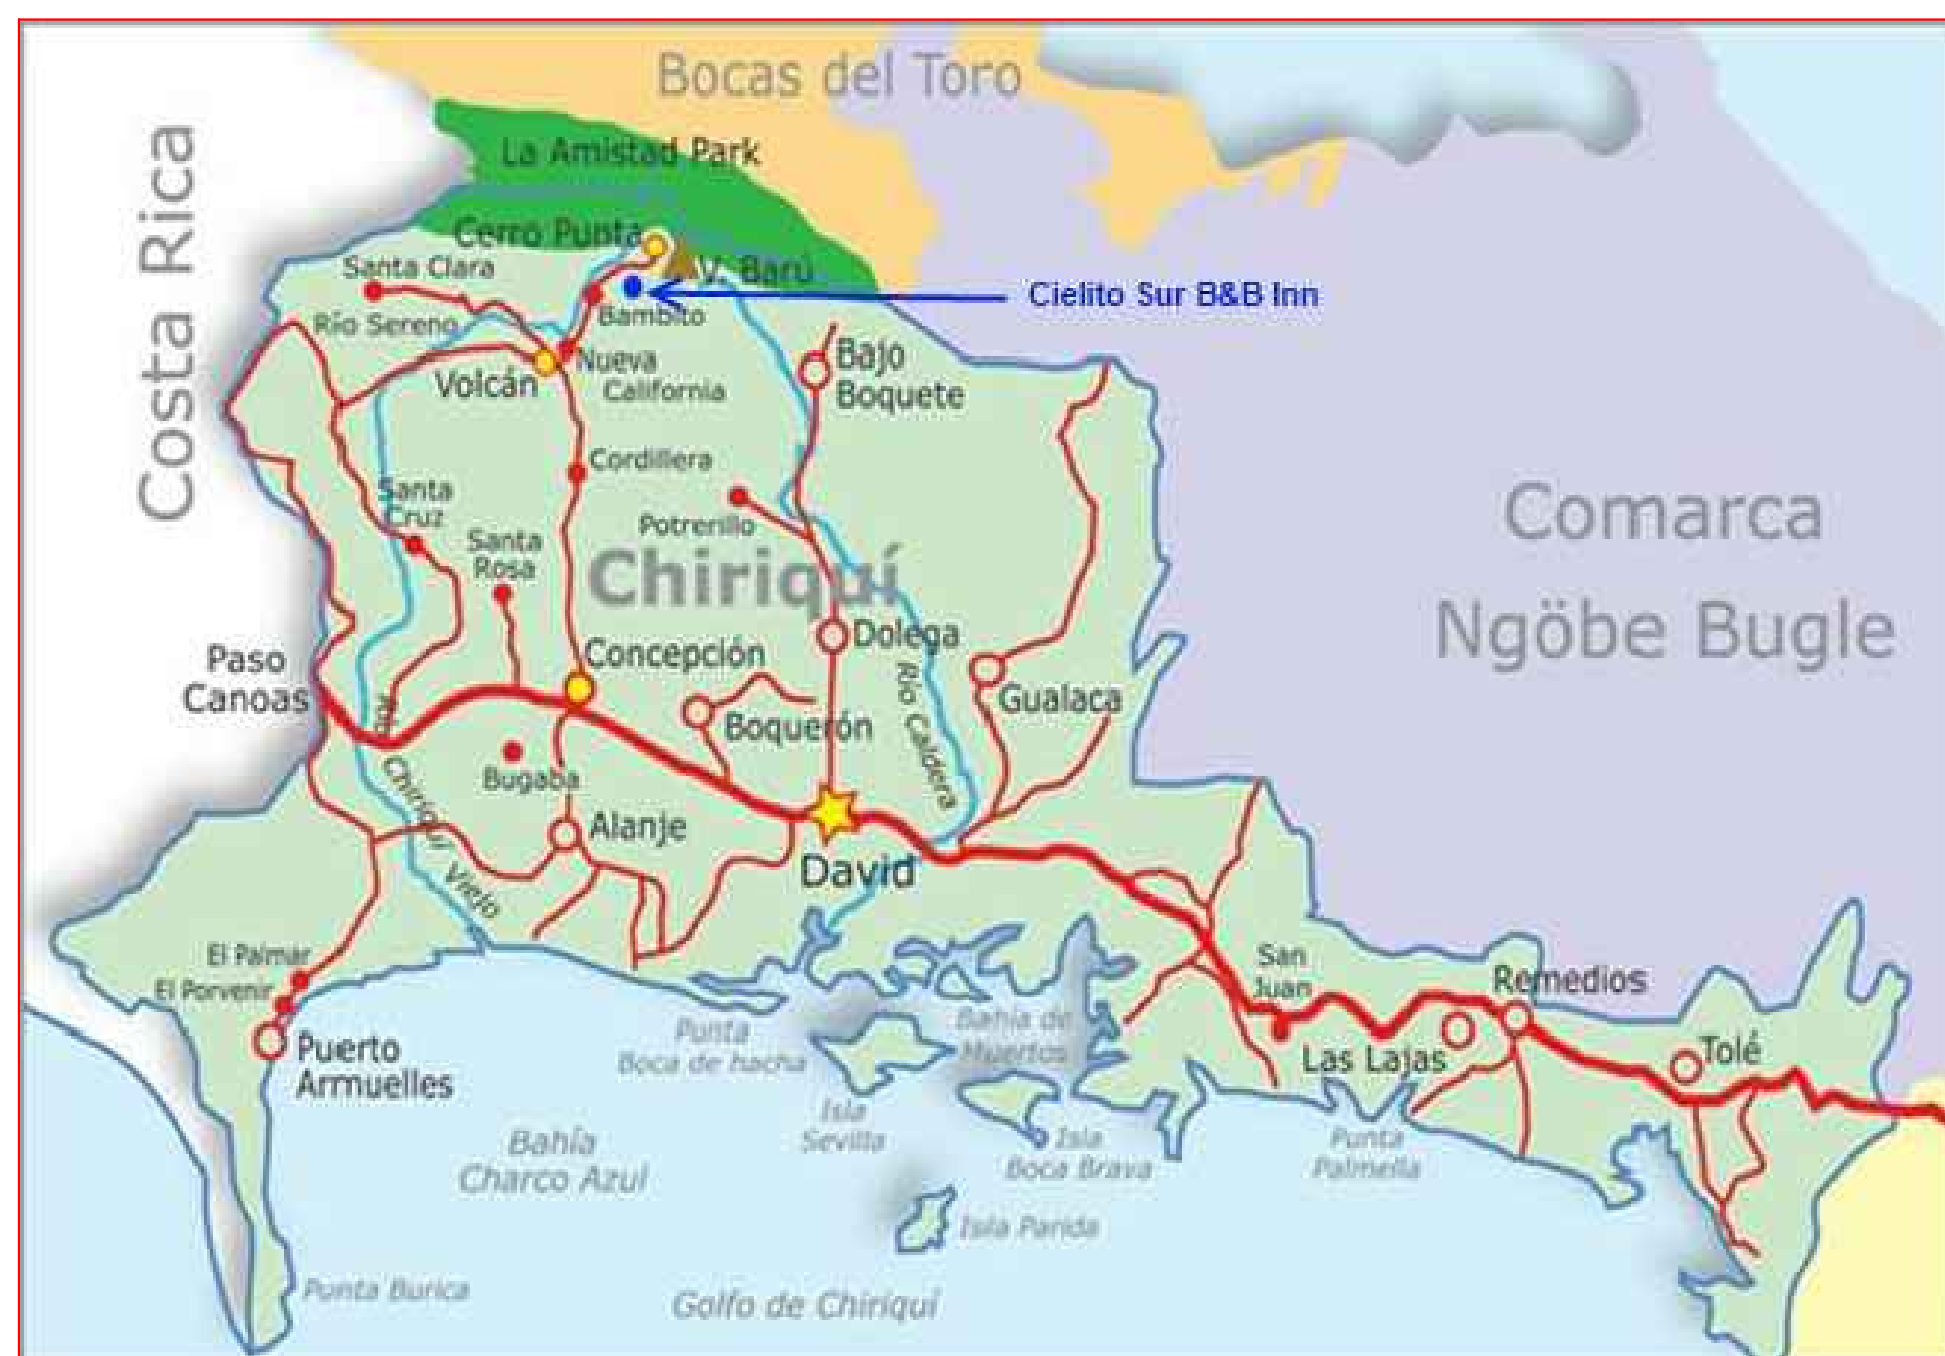 Bocas del Toro
La Amistad Park
Costa Rica
Cerro Punta
Santa Clara
V. Barú
Cielito Sur B&B Inn
Río Sereno
Bambito
Nueva
California
Volcán
Bajo
Boquete
Cordillera
Santa
Cruz
Potrerillo
Santa
Rosa
Chiriquí
Comarca
Ngöbe Bugle
Paso
Canoas
Concepción
Dolega
Río Caldera
Gualaca
Boquerón
Río
Chiriquí
Viejo
Bugaba
Alanje
David
El Palmar
El Porvenir
Puerto
Armuelles
San
Juan
Remedios
Las Lajas
Tolé
Punta
Boca de hacha
Bahía de
Muertos
Isla
Sevilla
Isla
Boca Brava
Punta
Palmella
Bahía
Charco Azul
Isla Parida
Punta Burica
Golfo de Chiriquí